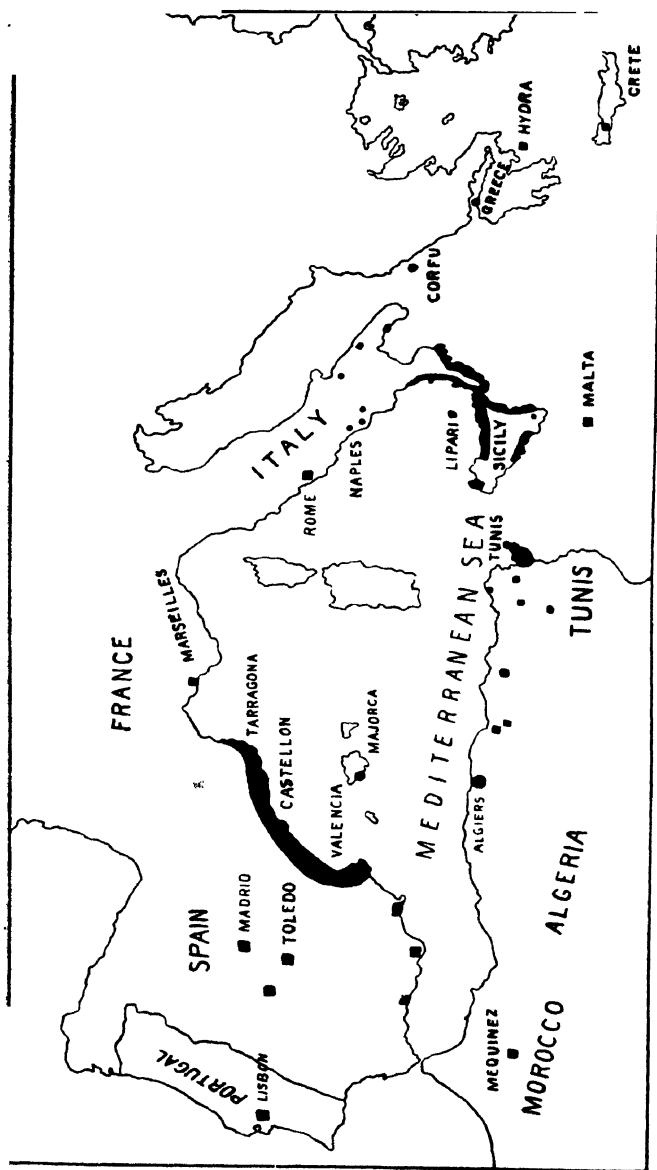 FRANCE
MARSEILLES
ITALY
ROME
NAPLES
CORFU
GREECE
HYDRA
CRETE
SPAIN
MADRID
TOLEDO
TARRAGONA
CASTELLON
VALENCIA
MAJORCA
PORTUGAL
LISBON
MEDITERRANEAN SEA
LIPARI
SICILY
MALTA
TUNIS
TUNIS
ALGIERS
ALGERIA
MEQUINEZ
MOROCCO